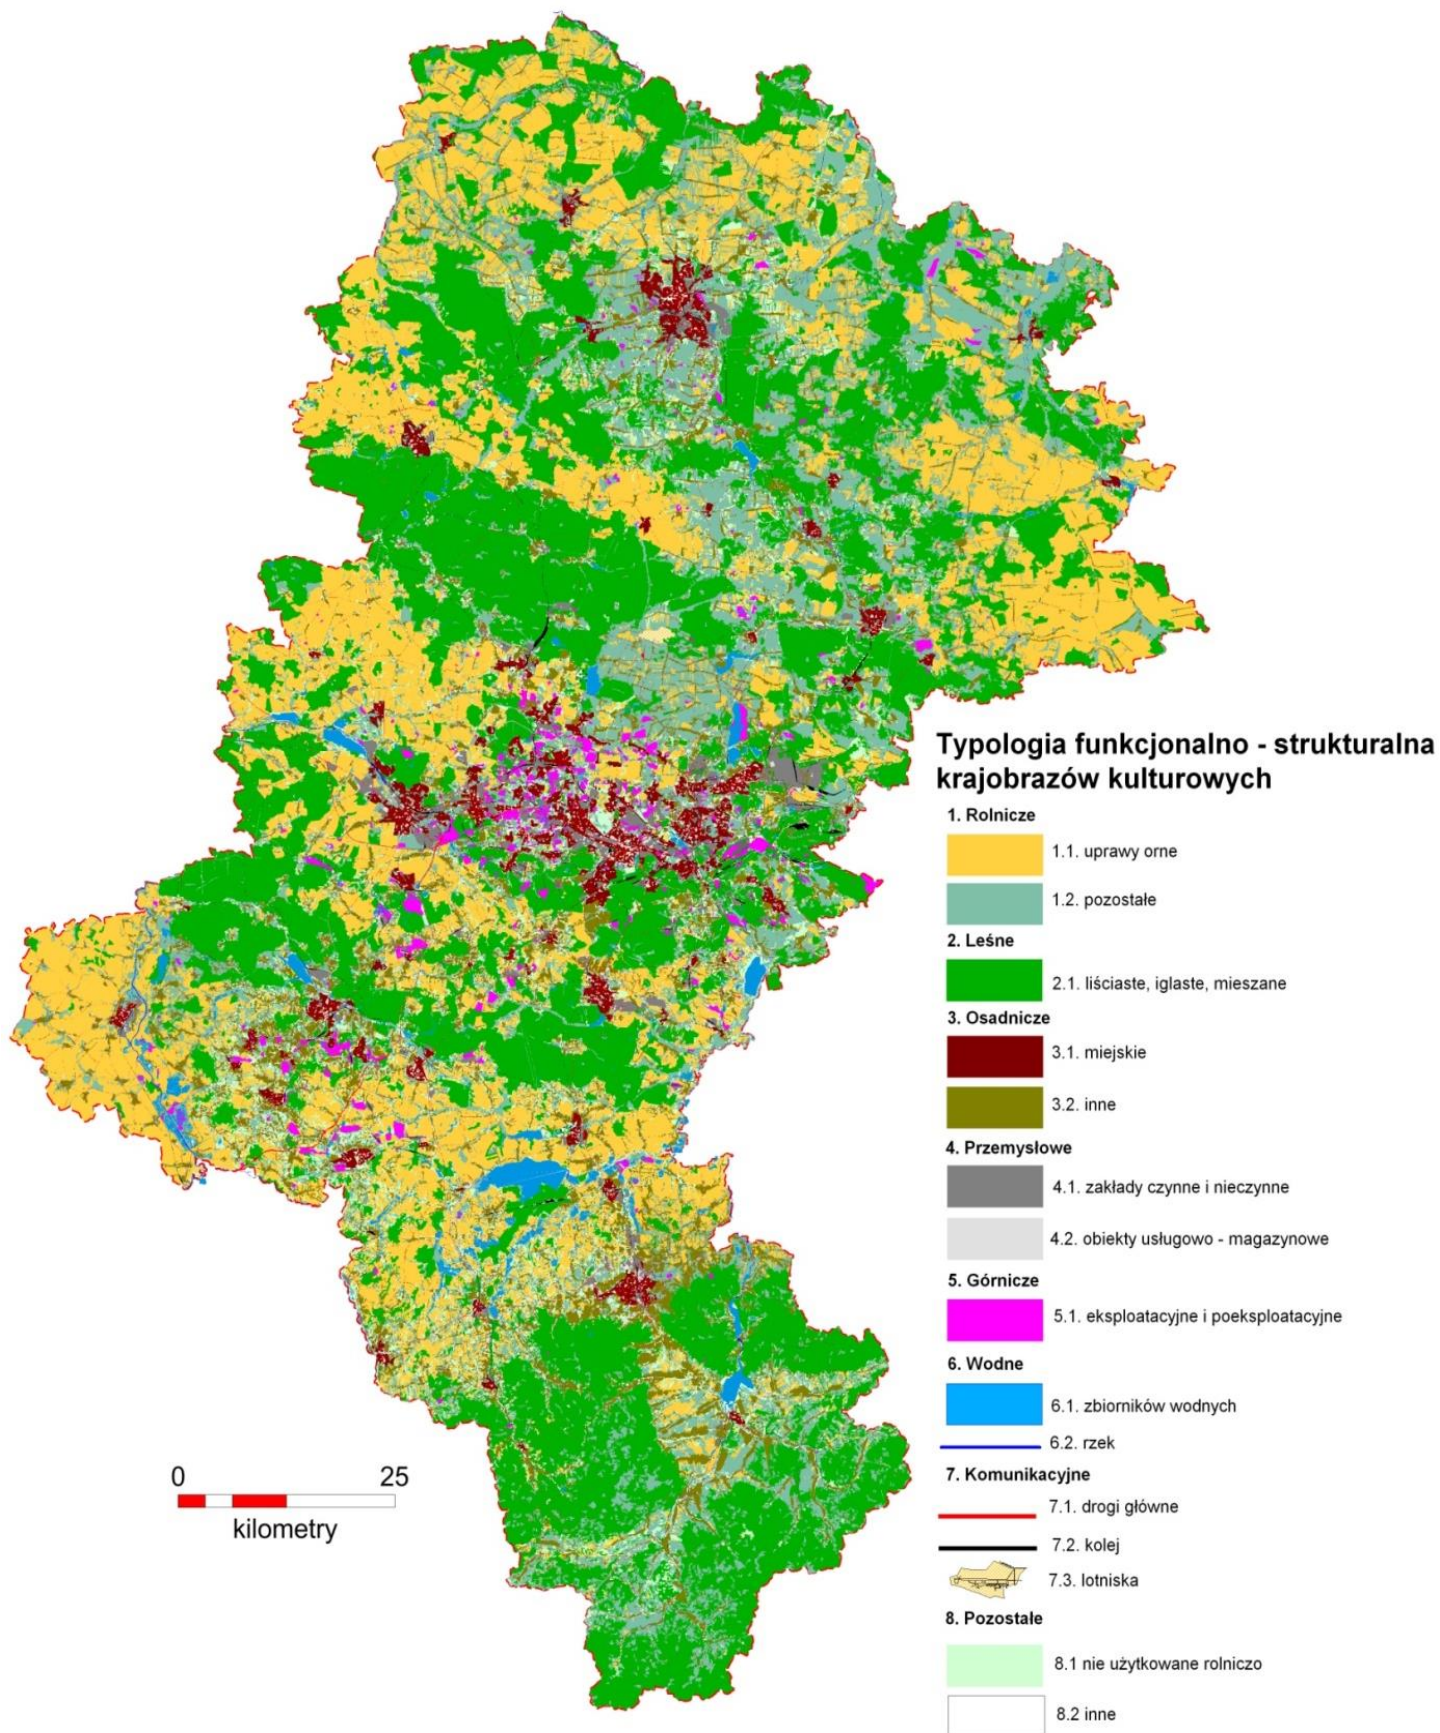 Typologia funkcjonalno - strukturalna
krajobrazów kulturowych
1. Rolnicze
1.1. uprawy orne
1.2. pozostałe
2. Leśne
2.1. liściaste, iglaste, mieszane
3. Osadnicze
3.1. miejskie
3.2. inne
4. Przemysłowe
4.1. zakłady czynne i nieczynne
4.2. obiekty usługowo - magazynowe
5. Górnicze
5.1. eksploatacyjne i poeksploatacyjne
6. Wodne
6.1. zbiorników wodnych
6.2. rzek
7. Komunikacyjne
7.1. drogi główne
7.2. kolej
7.3. lotniska
8. Pozostałe
8.1 nie użytkowane rolniczo
8.2 inne
0 25
kilometry